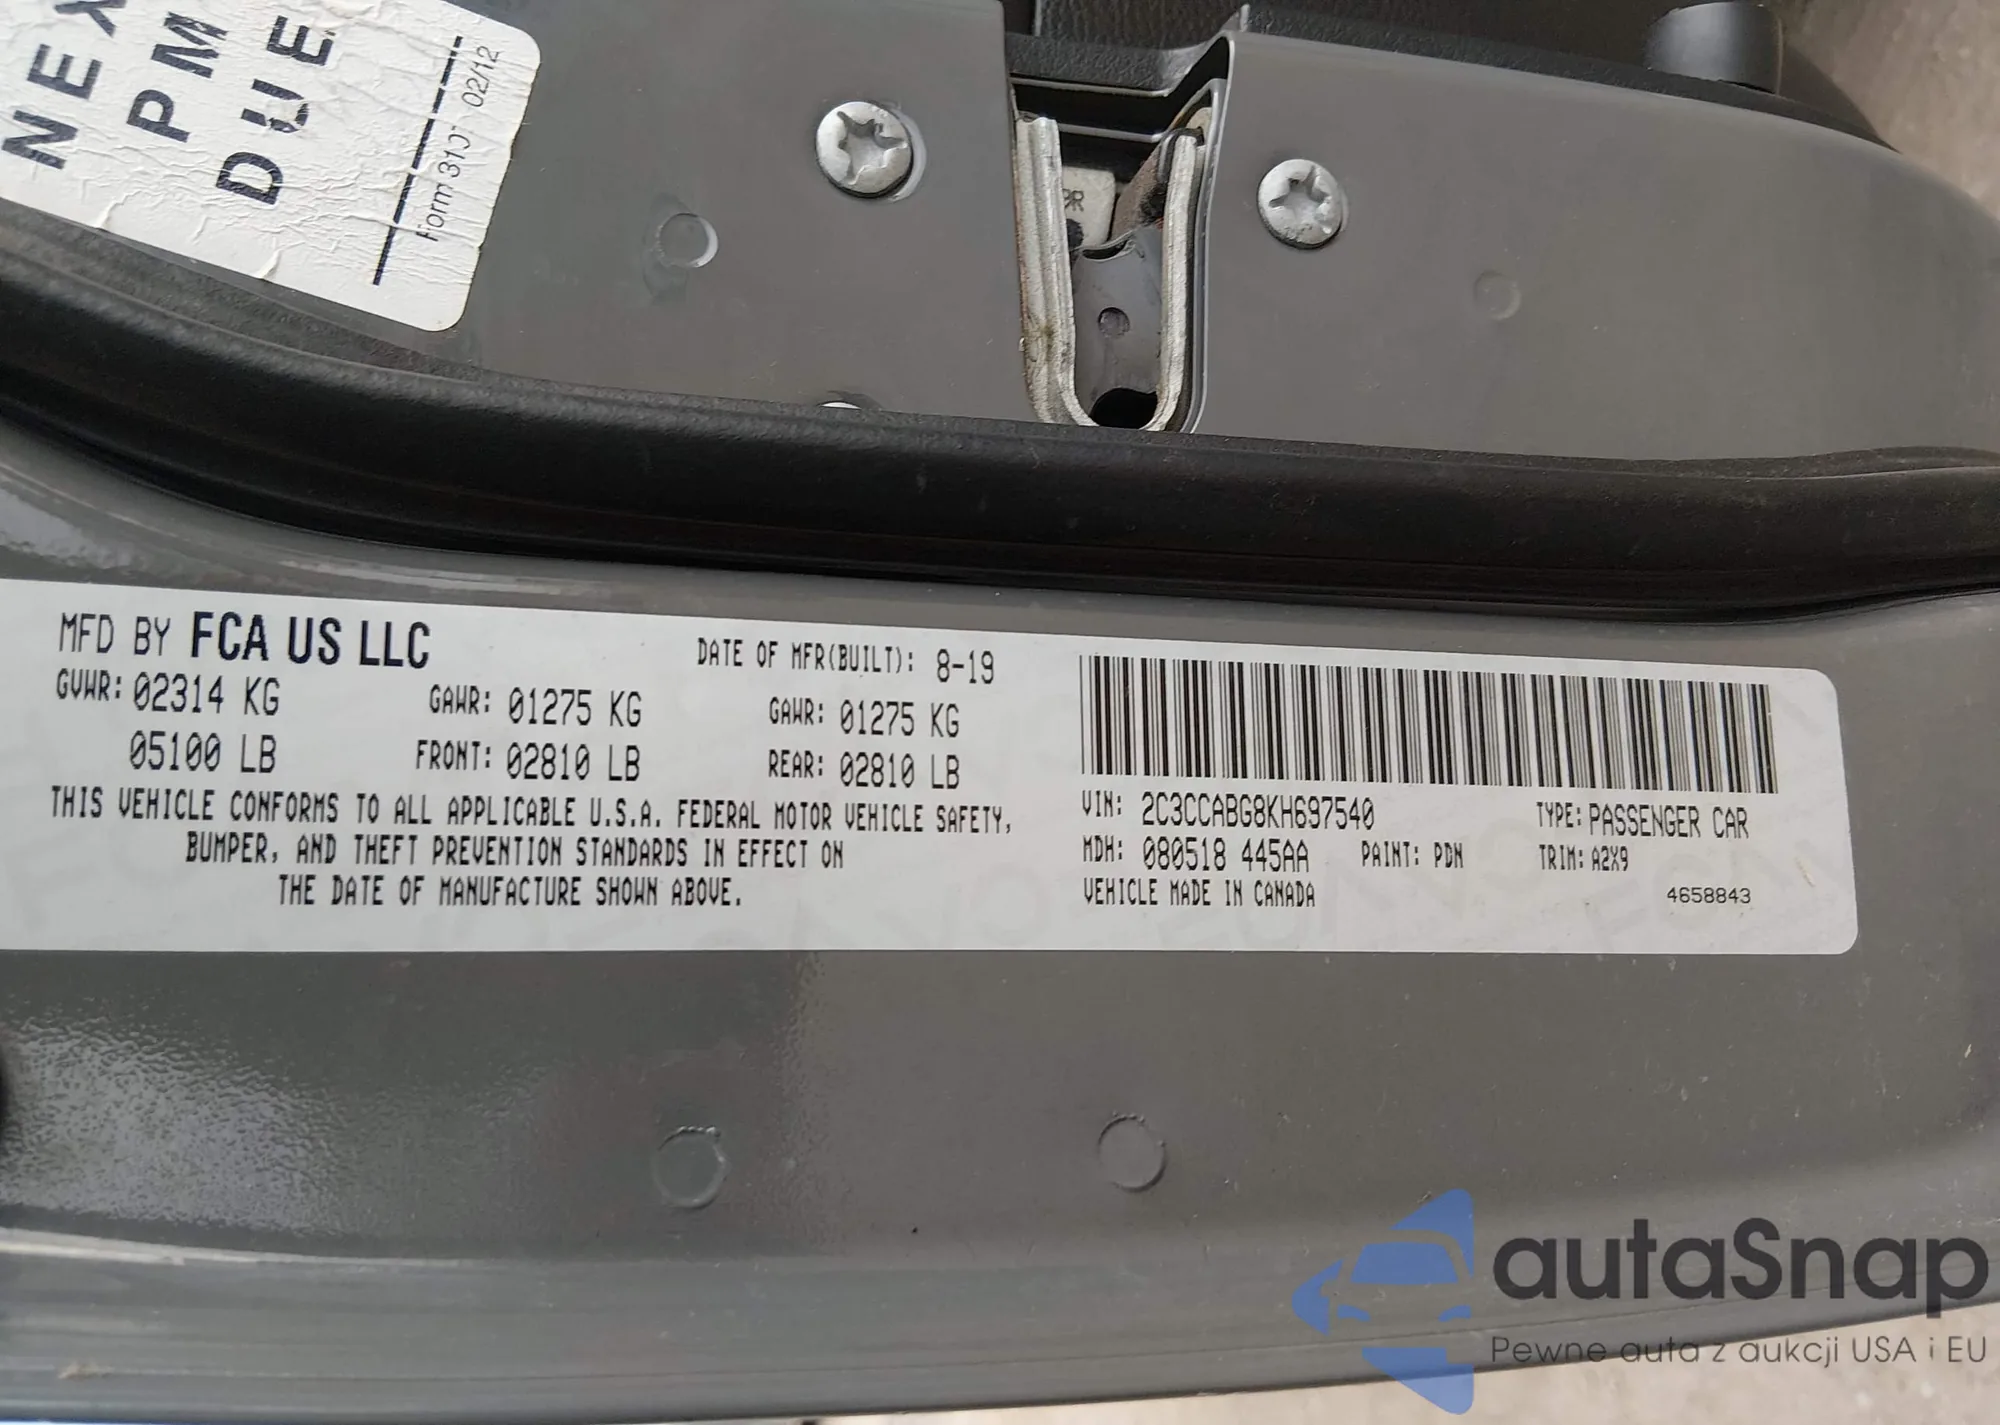 NEX
PM
DUE
Form 3107 02/12
MFD BY FCA US LLC
DATE OF MFR(BUILT): 8-19
GVWR: 02314 KG
GAWR: 01275 KG
GAWR: 01275 KG
05100 LB
FRONT: 02810 LB
REAR: 02810 LB
THIS VEHICLE CONFORMS TO ALL APPLICABLE U.S.A. FEDERAL MOTOR VEHICLE SAFETY,
BUMPER, AND THEFT PREVENTION STANDARDS IN EFFECT ON
THE DATE OF MANUFACTURE SHOWN ABOVE.
VIN: 2C3CCABG8KH697540
TYPE: PASSENGER CAR
MDH: 080518 445AA
PAINT: PDN
TRIM: A2X9
VEHICLE MADE IN CANADA
4658843
autaSnap
Pewne auta z aukcji USA i EU